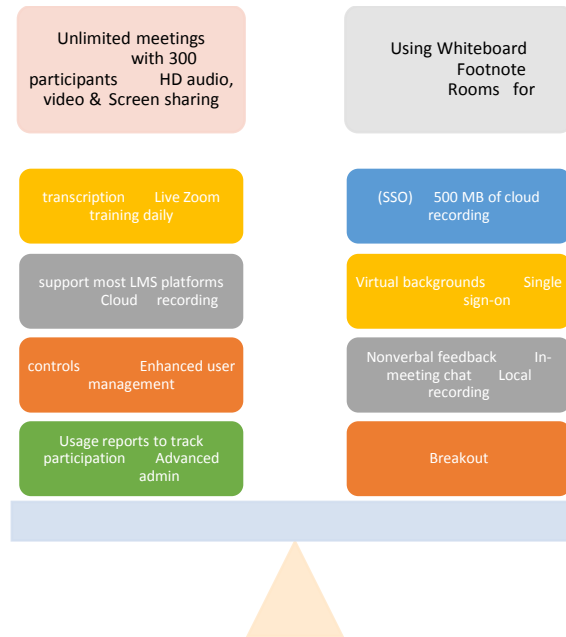 Unlimited meetings
with 300
participants HD audio,
video & Screen sharing
transcription Live Zoom
training daily
support most LMS platforms
Cloud recording
controls Enhanced user
management
Usage reports to track
participation Advanced
admin
Using Whiteboard
Footnote
Rooms for
(SSO) 500 MB of cloud
recording
Virtual backgrounds Single
sign-on
Nonverbal feedback In-
meeting chat Local
recording
Breakout